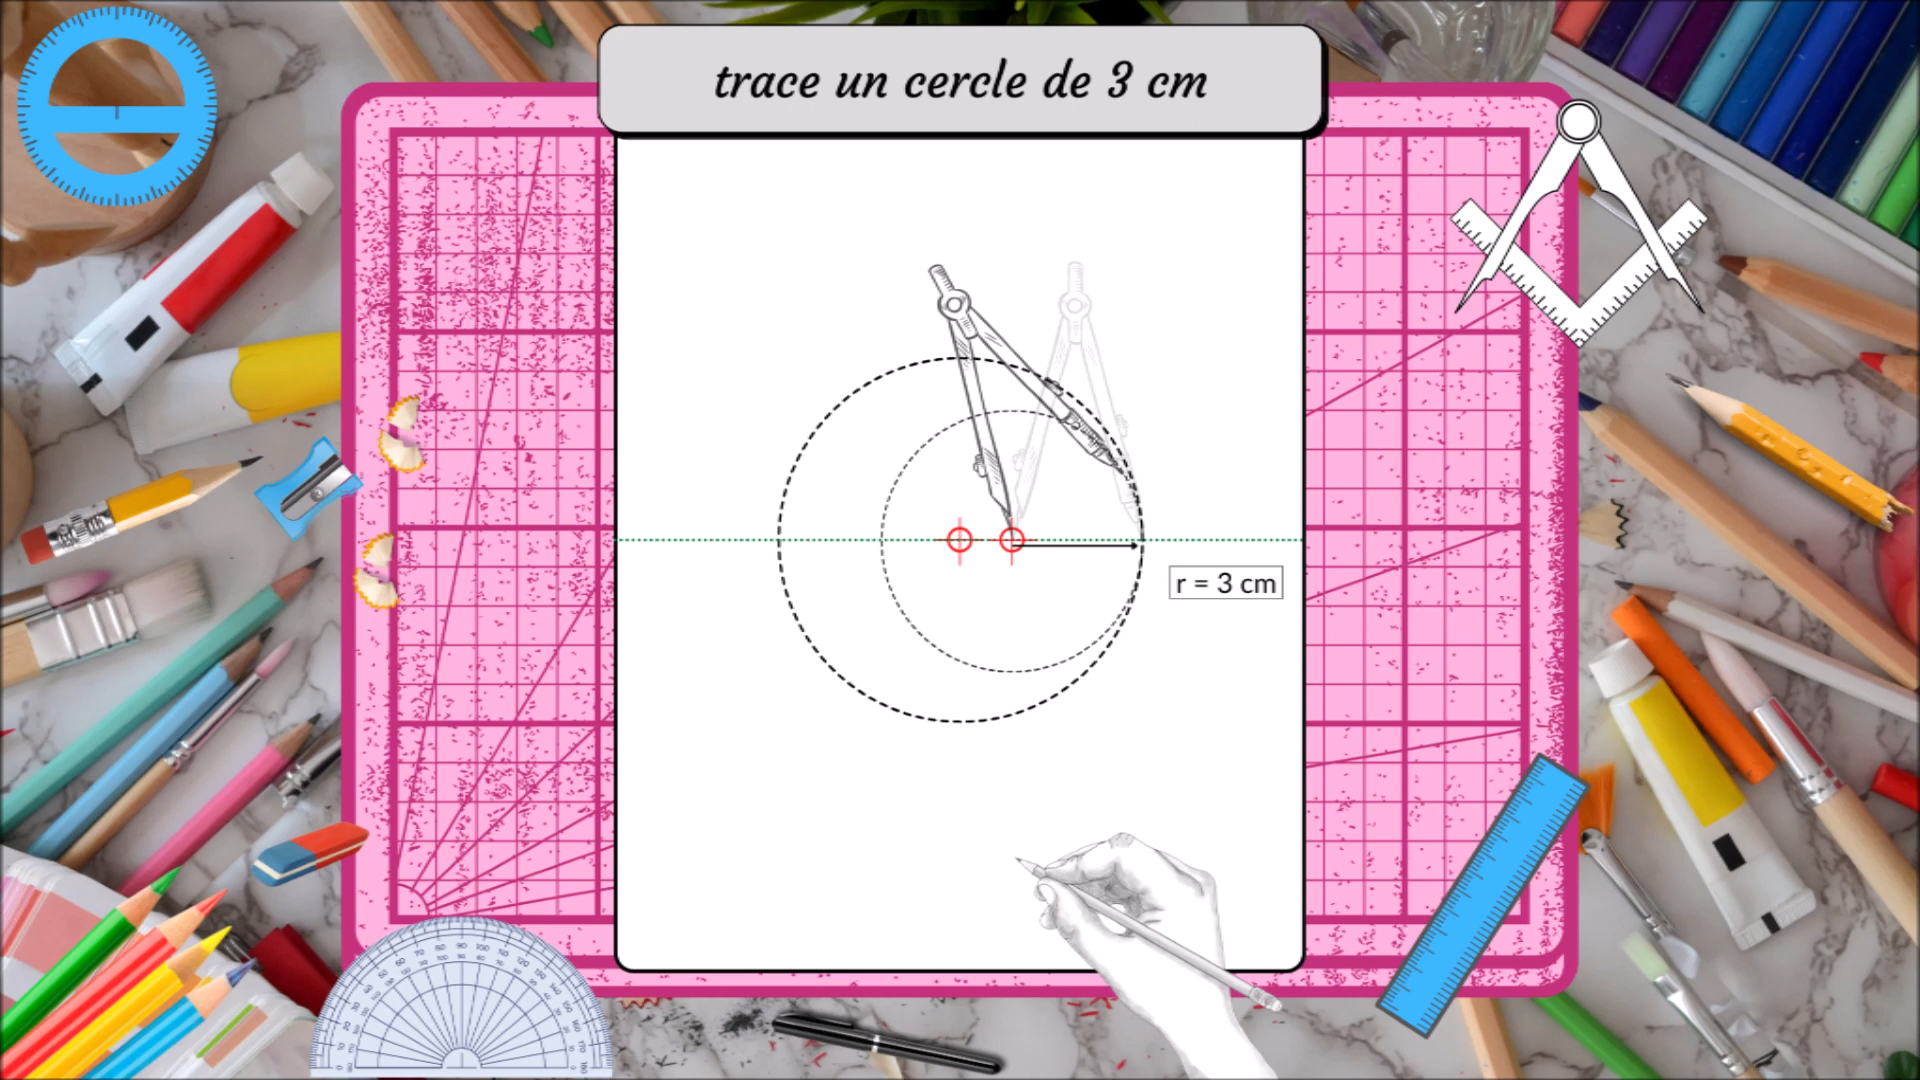 trace un cercle de 3 cm
r = 3 cm